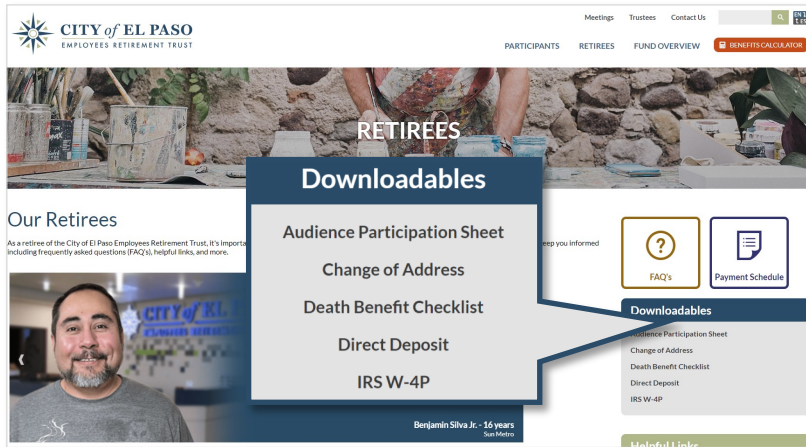 Meetings Trustees Contact Us
CITY of EL PASO
EMPLOYEES RETIREMENT TRUST
PARTICIPANTS RETIREES FUND OVERVIEW BENEFITS CALCULATOR
RETIREES
Downloadables
Audience Participation Sheet
Change of Address
Death Benefit Checklist
Direct Deposit
IRS W-4P
Our Retirees
As a retiree of the City of El Paso Employees Retirement Trust, it's eep you informed
including frequently asked questions (FAQ's), helpful links, and more.
CITY of EL
Benjamin Silva Jr. - 16 years
Sun Metro
?
FAQ's
Payment Schedule
Downloadables
Participation Sheet
Change of Address
Death Benefit Checklist
Direct Deposit
IRS W-4P
Helpful Links